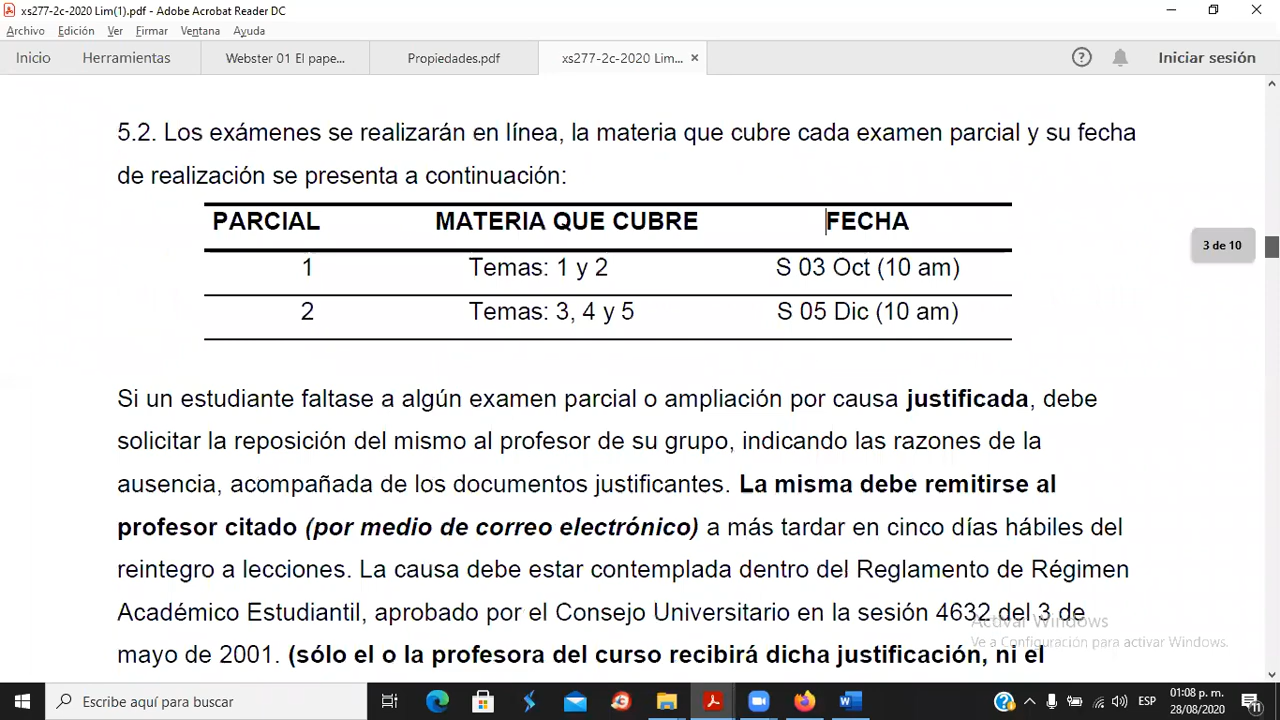 xs277-2c-2020 Lim(1).pdf - Adobe Acrobat Reader DC
Archivo Edición Ver Firmar Ventana Ayuda
Inicio Herramientas Webster 01 El pape... Propiedades.pdf xs277-2c-2020 Lim... × Iniciar sesión
5.2. Los exámenes se realizarán en línea, la materia que cubre cada examen parcial y su fecha
de realización se presenta a continuación:
PARCIAL MATERIA QUE CUBRE FECHA
3 de 10
1 Temas: 1 y 2 S 03 Oct (10 am)
2 Temas: 3, 4 y 5 S 05 Dic (10 am)
Si un estudiante faltase a algún examen parcial o ampliación por causa justificada, debe
solicitar la reposición del mismo al profesor de su grupo, indicando las razones de la
ausencia, acompañada de los documentos justificantes. La misma debe remitirse al
profesor citado (por medio de correo electrónico) a más tardar en cinco días hábiles del
reintegro a lecciones. La causa debe estar contemplada dentro del Reglamento de Régimen
Académico Estudiantil, aprobado por el Consejo Universitario en la sesión 4632 del 3 de
Activar Windows
Ve a Configuración para activar Windows.
mayo de 2001. (sólo el o la profesora del curso recibirá dicha justificación, ni el
Escribe aquí para buscar ESP 01:08 p. m.
28/08/2020 11